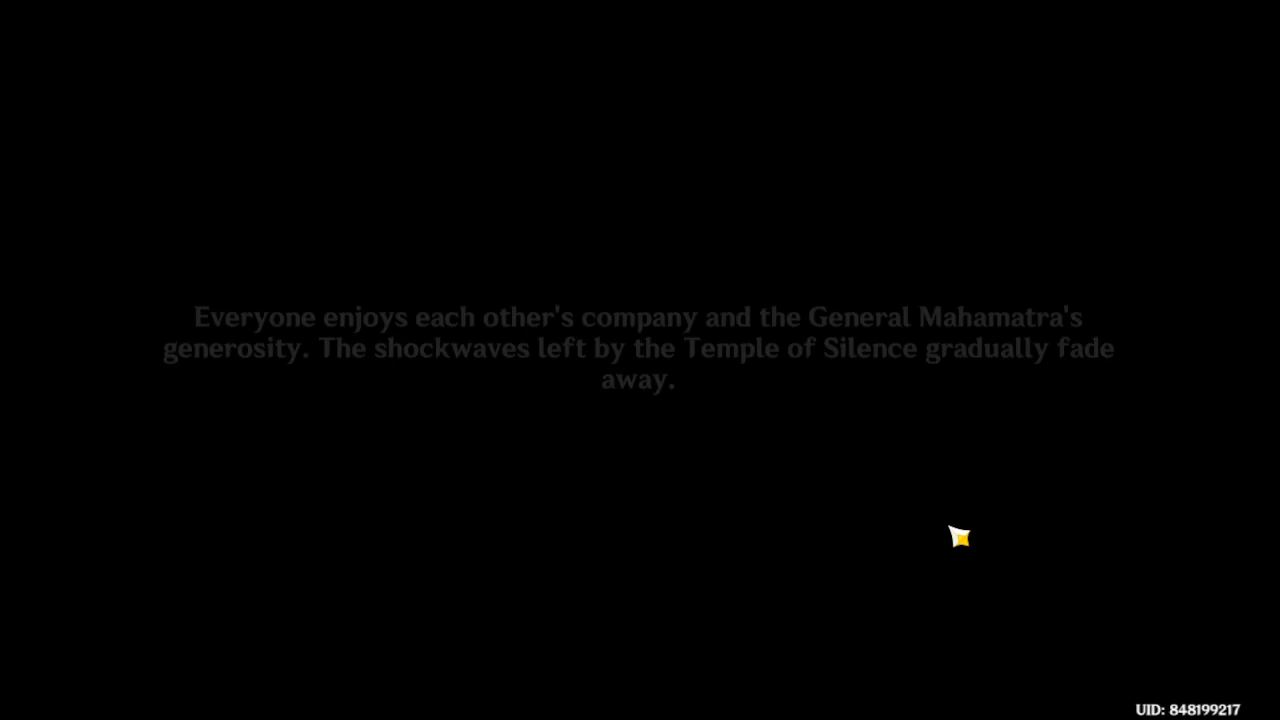 Everyone enjoys each other's company and the General Mahamatra's
generosity. The shockwaves left by the Temple of Silence gradually fade
away.
UID: 848199217